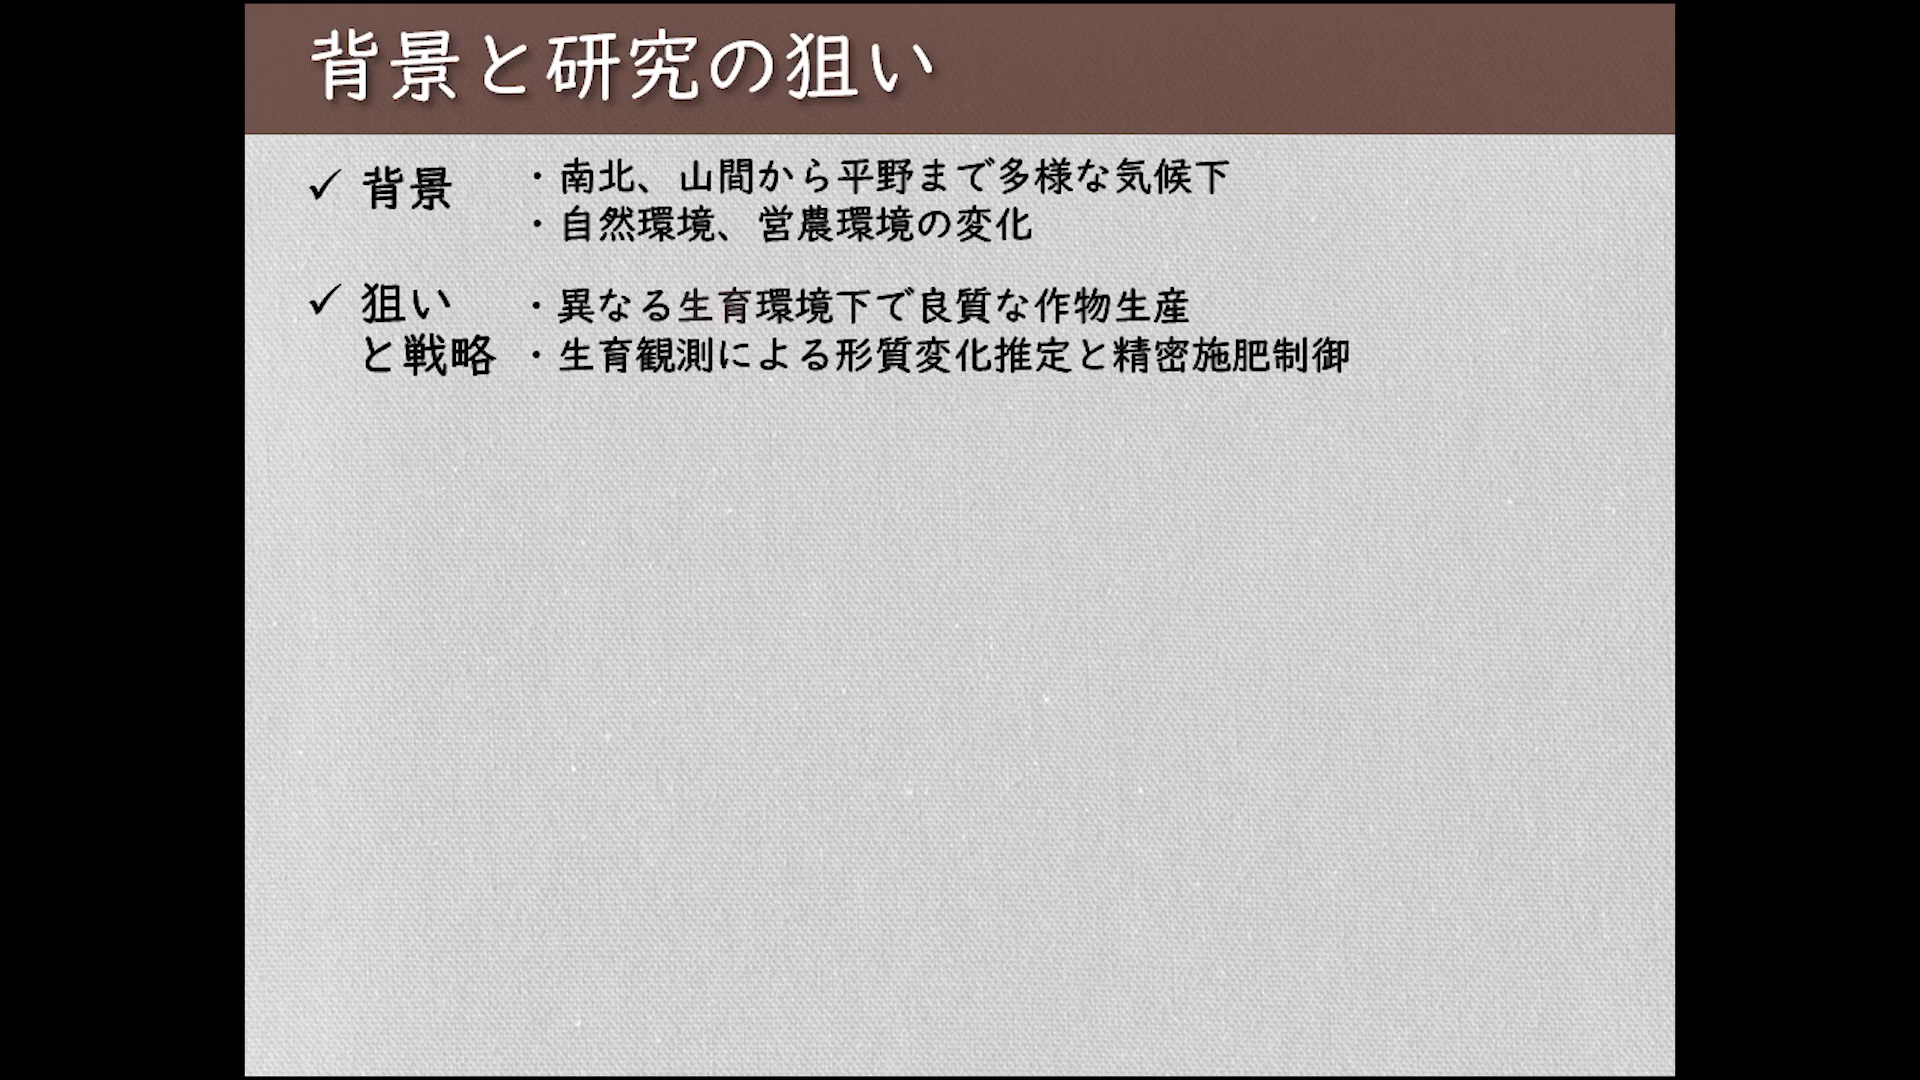 背景と研究の狙い
✓ 背景 ・南北、山間から平野まで多様な気候下
・自然環境、営農環境の変化
✓ 狙い ・異なる生育環境下で良質な作物生産
と戦略 ・生育観測による形質変化推定と精密施肥制御